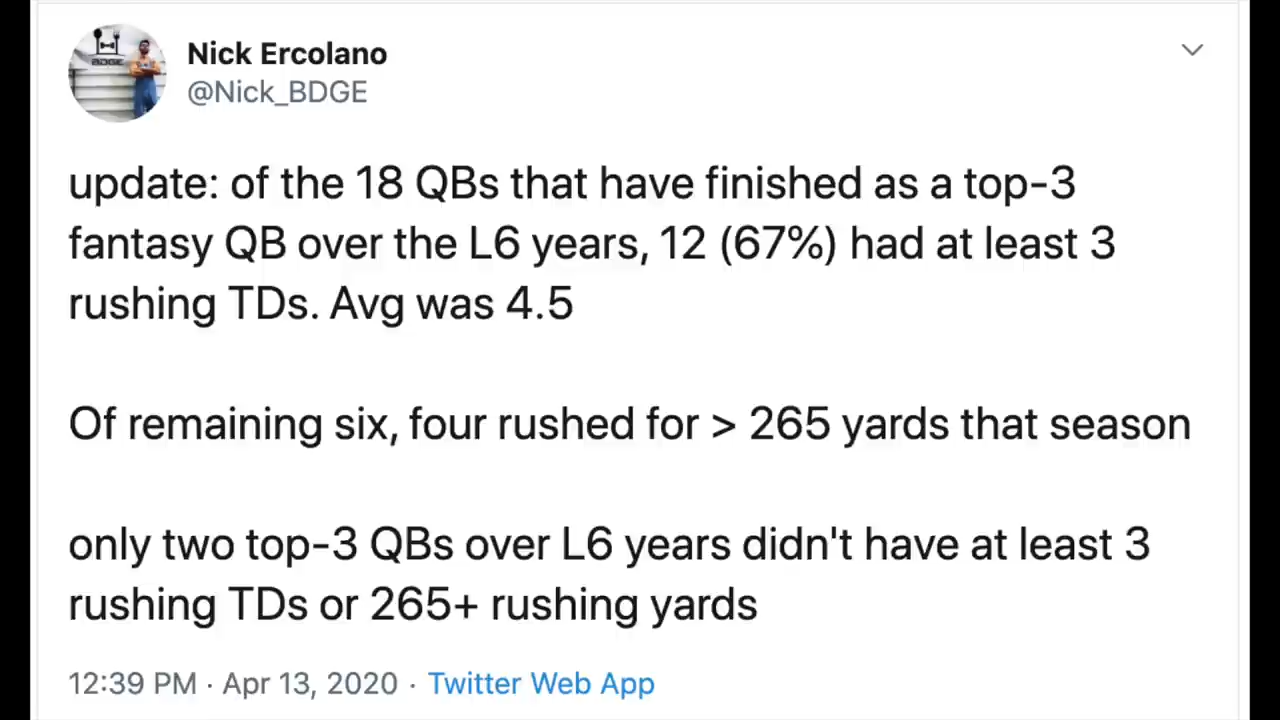 Nick Ercolano
@Nick_BDGE
update: of the 18 QBs that have finished as a top-3
fantasy QB over the L6 years, 12 (67%) had at least 3
rushing TDs. Avg was 4.5
Of remaining six, four rushed for > 265 yards that season
only two top-3 QBs over L6 years didn't have at least 3
rushing TDs or 265+ rushing yards
12:39 PM · Apr 13, 2020 · Twitter Web App